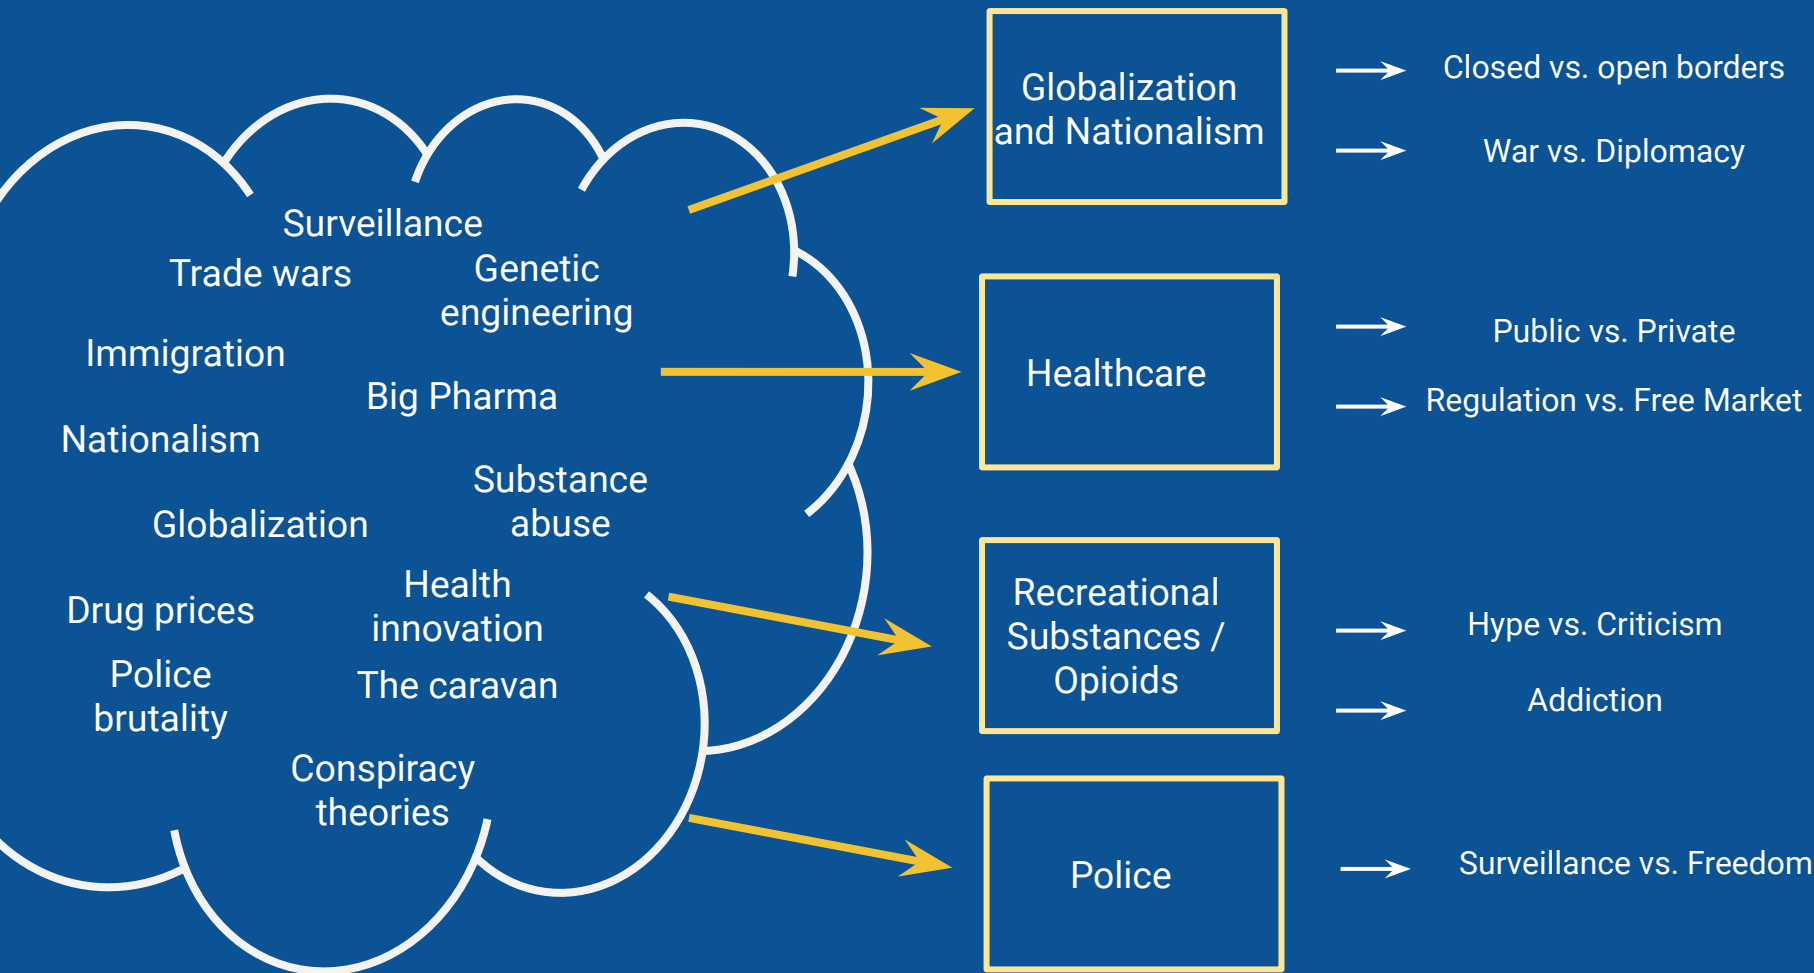 Surveillance
Trade wars
Genetic
engineering
Immigration
Big Pharma
Nationalism
Substance
abuse
Globalization
Health
innovation
Drug prices
Police
brutality
The caravan
Conspiracy
theories
Globalization
and Nationalism
Closed vs. open borders
War vs. Diplomacy
Healthcare
Public vs. Private
Regulation vs. Free Market
Recreational
Substances /
Opioids
Hype vs. Criticism
Addiction
Police
Surveillance vs. Freedom